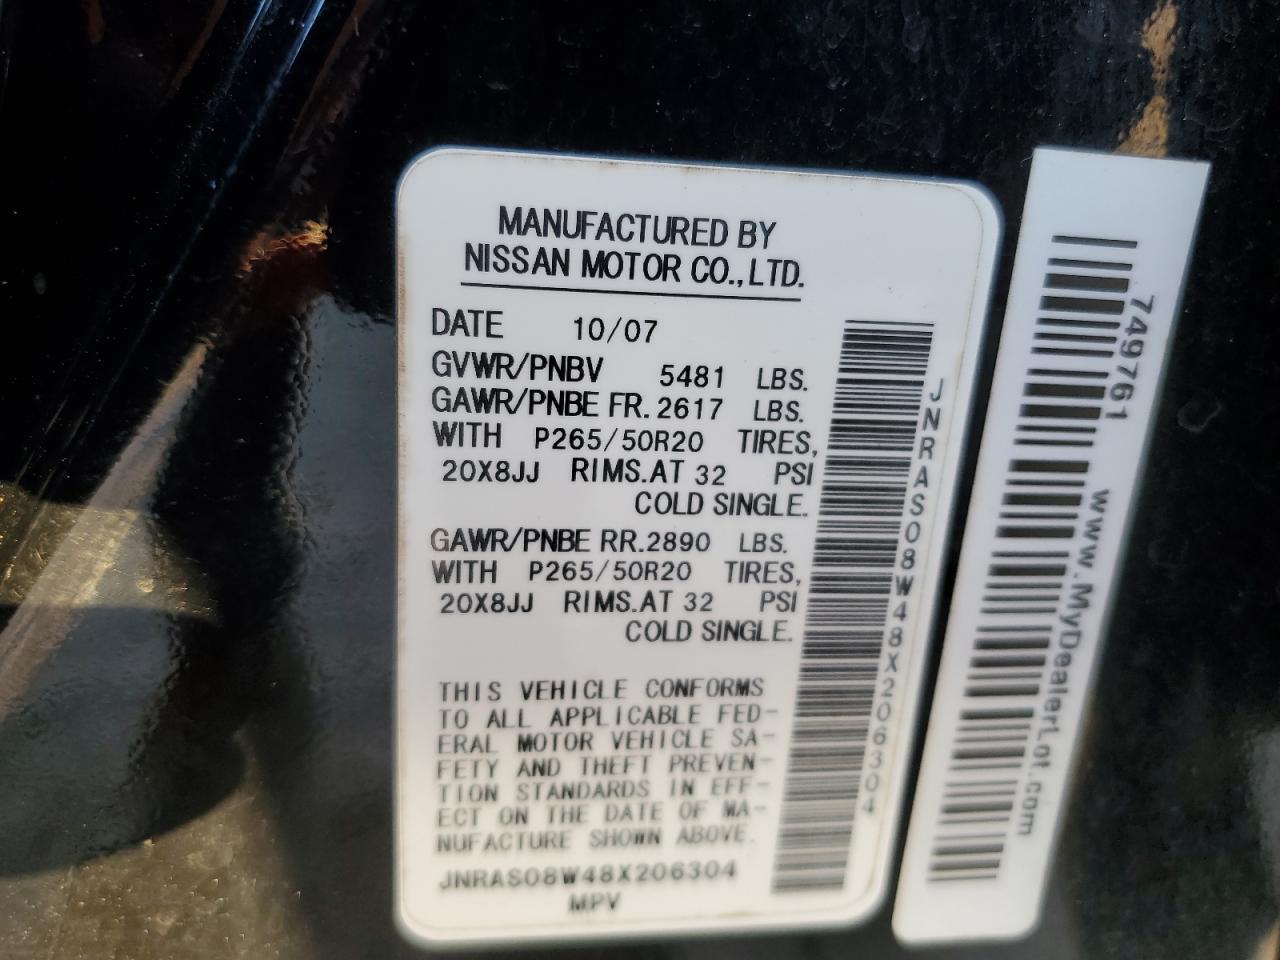 MANUFACTURED BY
NISSAN MOTOR CO., LTD.
DATE 10/07
GVWR/PNBV 5481 LBS.
GAWR/PNBE FR. 2617 LBS.
WITH P265/50R20 TIRES,
20X8JJ RIMS. AT 32 PSI
COLD SINGLE.
GAWR/PNBE RR. 2890 LBS.
WITH P265/50R20 TIRES,
20X8JJ RIMS. AT 32 PSI
COLD SINGLE.
THIS VEHICLE CONFORMS
TO ALL APPLICABLE FED-
ERAL MOTOR VEHICLE SA-
FETY AND THEFT PREVEN-
TION STANDARDS IN EFF-
ECT ON THE DATE OF MA-
NUFACTURE SHOWN ABOVE.
JNRAS08W48X206304
MPV
JNRAS08W48X206304
749761 www.MyDealerLot.com